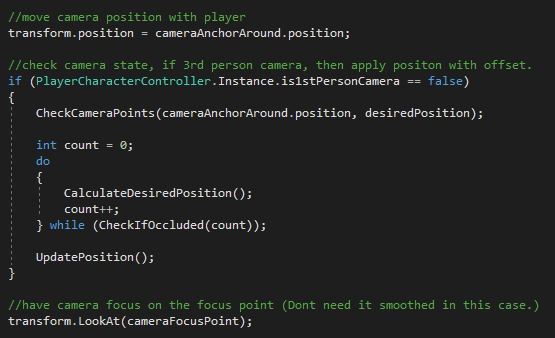 //move camera position with player
transform.position = cameraAnchorAround.position;
//check camera state, if 3rd person camera, then apply positon with offset.
if (PlayerCharacterController.Instance.is1stPersonCamera == false)
{
CheckCameraPoints(cameraAnchorAround.position, desiredPosition);
int count = 0;
do
{
CalculateDesiredPosition();
count++;
} while (CheckIfOccluded(count));
UpdatePosition();
}
//have camera focus on the focus point (Dont need it smoothed in this case.)
transform.LookAt(cameraFocusPoint);